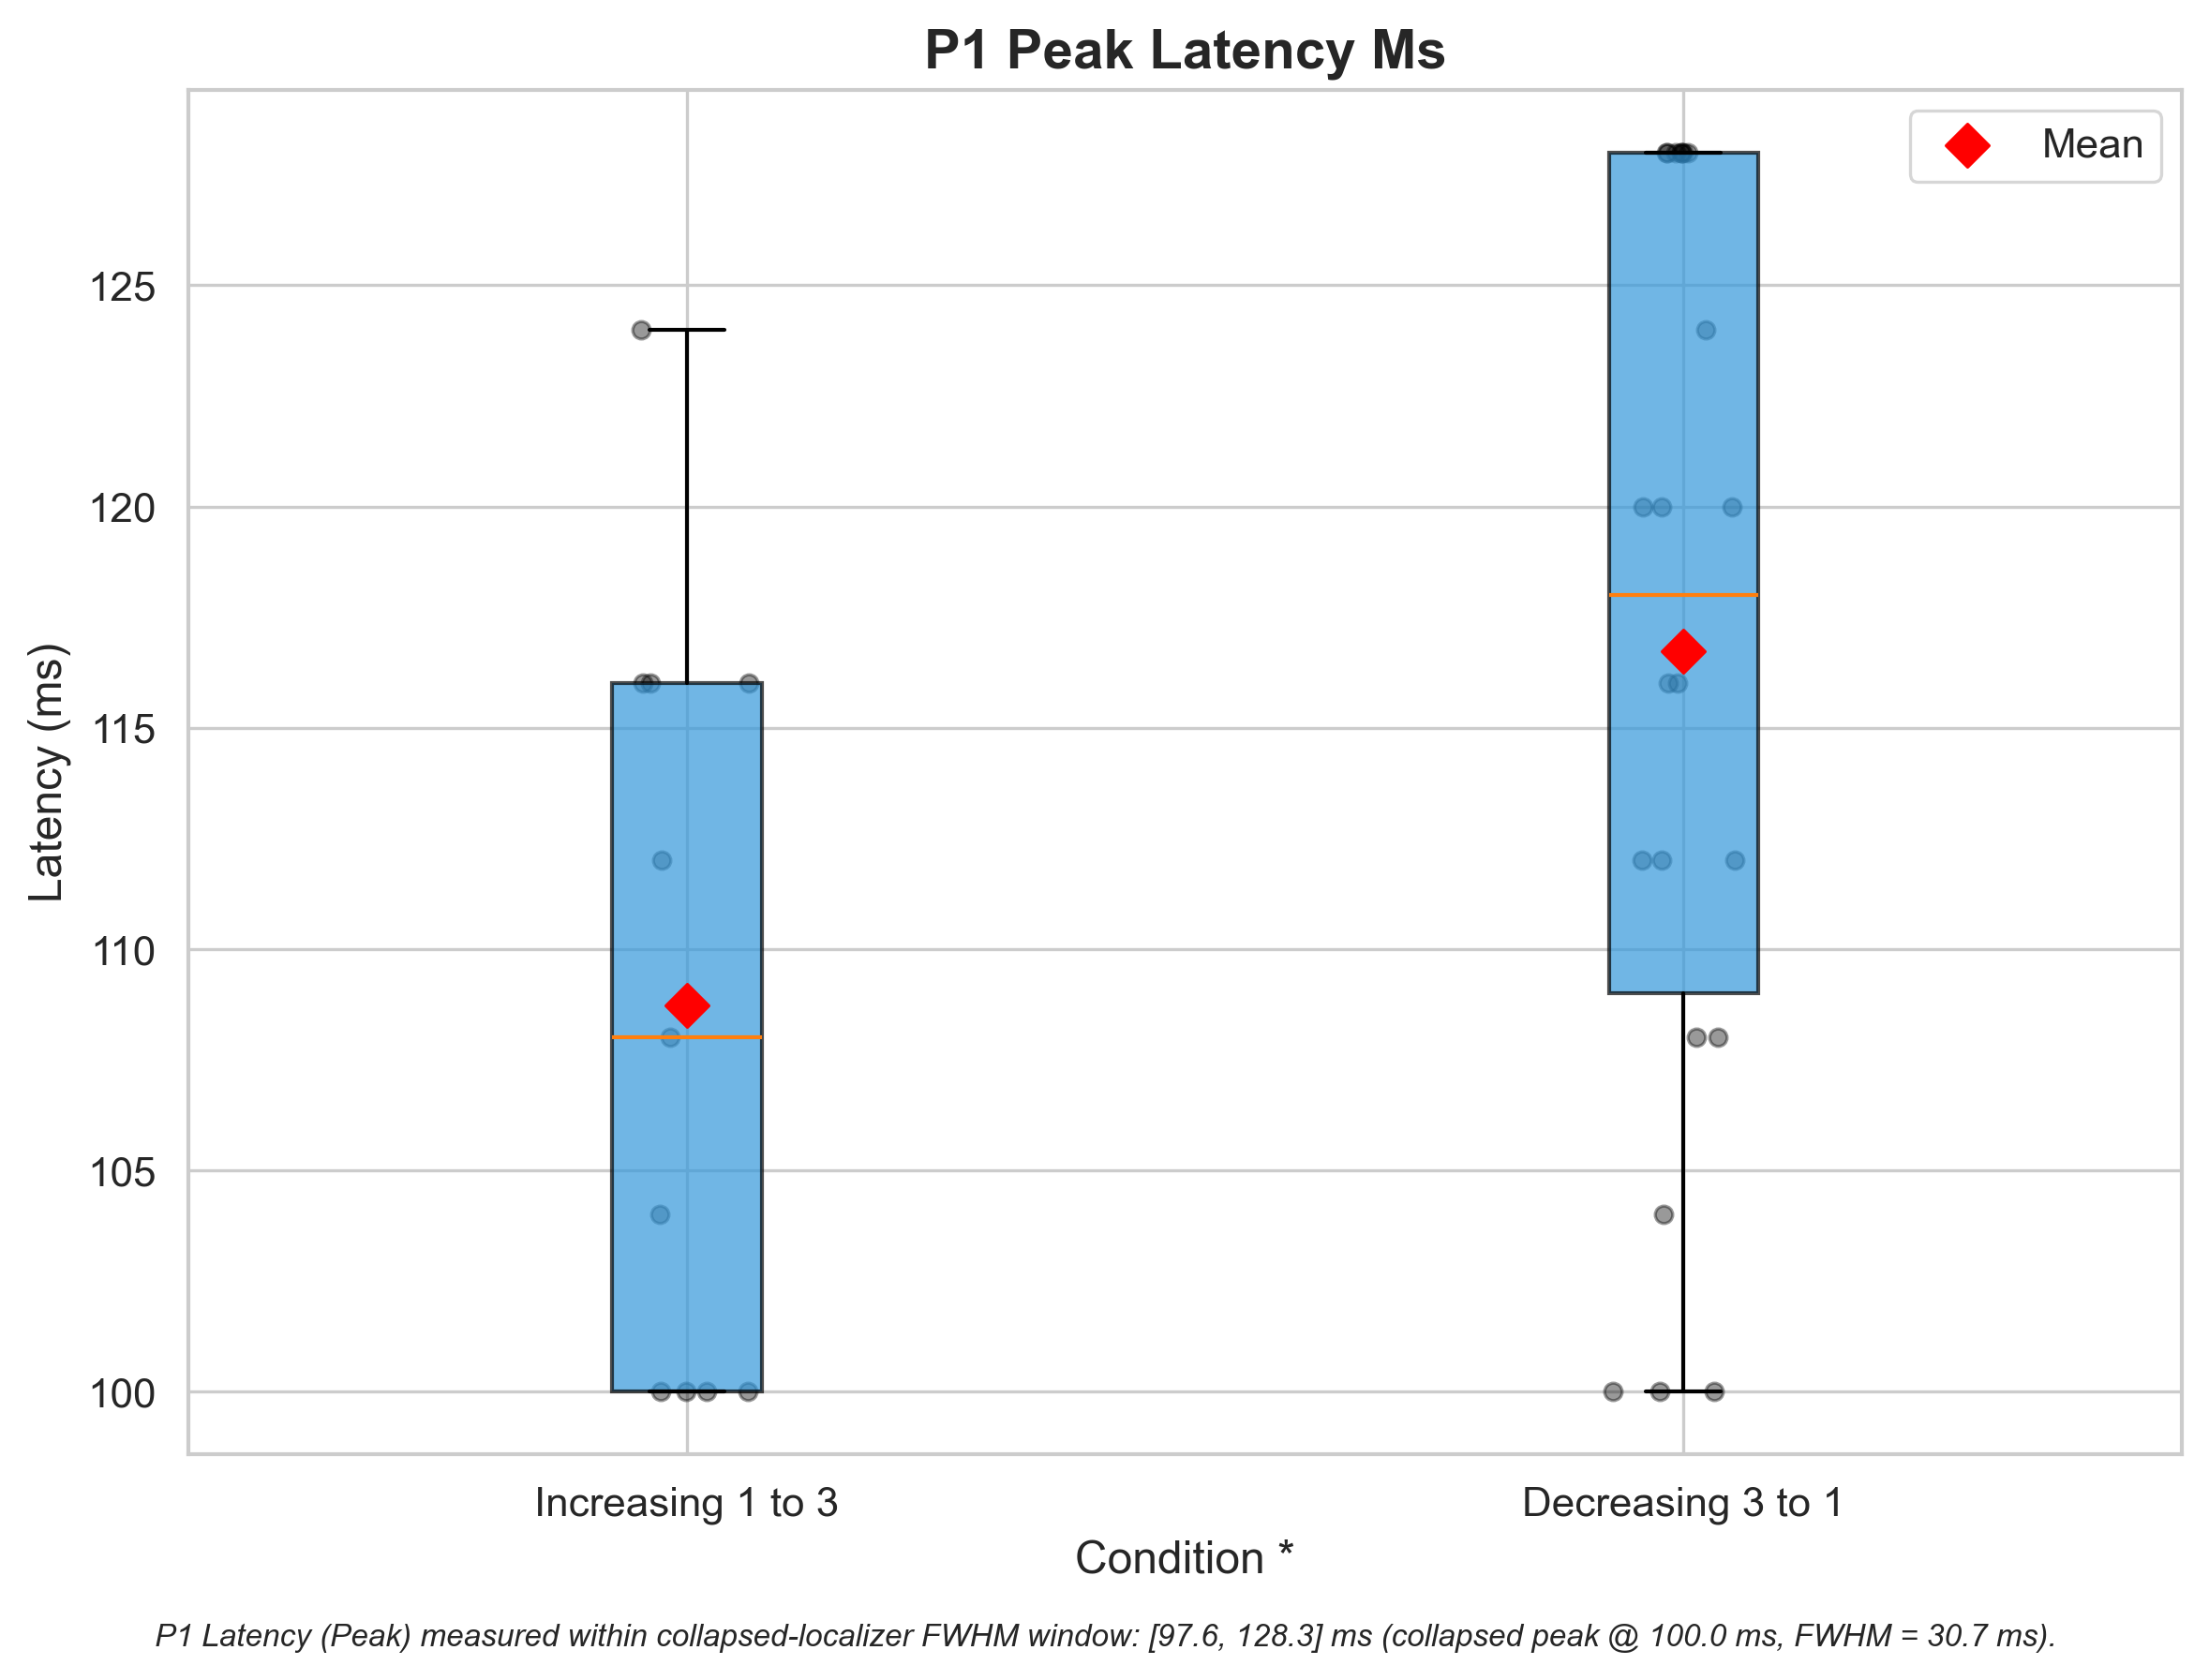 P1 Peak Latency Ms
Mean
125
120
115
110
105
100
Latency (ms)
Increasing 1 to 3
Decreasing 3 to 1
Condition *
P1 Latency (Peak) measured within collapsed-localizer FWHM window: [97.6, 128.3] ms (collapsed peak @ 100.0 ms, FWHM = 30.7 ms).